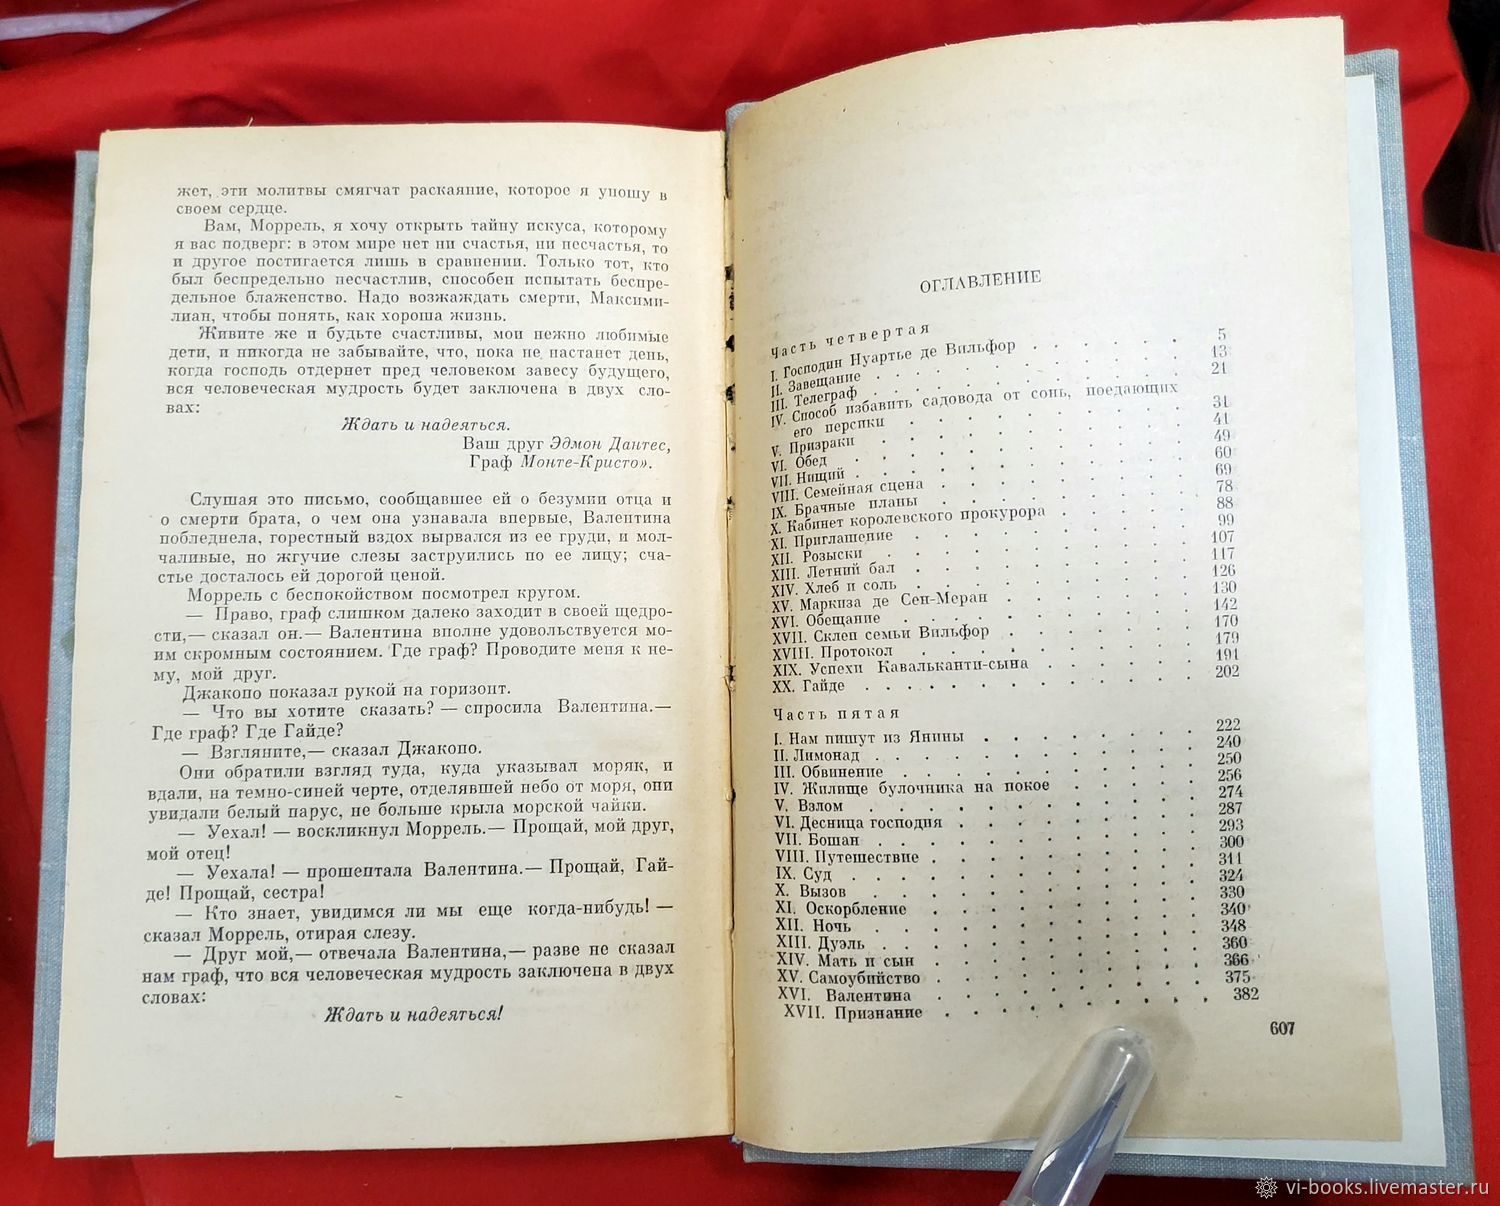 жет, эти молитвы смягчат раскаяние, которое я уношу в
своем сердце.
Вам, Моррель, я хочу открыть тайну искуса, которому
я вас подверг: в этом мире нет ни счастья, ни несчастья, то
и другое постигается лишь в сравнении. Только тот, кто
был беспредельно несчастлив, способен испытать беспре-
дельное блаженство. Надо возжаждать смерти, Максими-
лиан, чтобы понять, как хороша жизнь.
Живите же и будьте счастливы, мои нежно любимые
дети, и никогда не забывайте, что, пока не настанет день,
когда господь отдернет пред человеком завесу будущего,
вся человеческая мудрость будет заключена в двух сло-
вах:
Ждать и надеяться.
Ваш друг Эдмон Дантес,
Граф Монте-Кристо».
Слушая это письмо, сообщавшее ей о безумии отца и
о смерти брата, о чем она узнавала впервые, Валентина
побледнела, горестный вздох вырвался из ее груди, и мол-
чаливые, но жгучие слезы заструились по ее лицу; сча-
стье досталось ей дорогой ценой.
Моррель с беспокойством посмотрел кругом.
— Право, граф слишком далеко заходит в своей щедро-
сти,— сказал он.— Валентина вполне удовольствуется мо-
им скромным состоянием. Где граф? Проводите меня к не-
му, мой друг.
Джакопо показал рукой на горизонт.
— Что вы хотите сказать? — спросила Валентина.—
Где граф? Где Гайде?
— Взгляните,— сказал Джакопо.
Они обратили взгляд туда, куда указывал моряк, и
вдали, на темно-синей черте, отделявшей небо от моря, они
увидали белый парус, не больше крыла морской чайки.
— Уехал! — воскликнул Моррель.— Прощай, мой друг,
мой отец!
— Уехала! — прошептала Валентина.— Прощай, Гай-
де! Прощай, сестра!
— Кто знает, увидимся ли мы еще когда-нибудь! —
сказал Моррель, отирая слезу.
— Друг мой,— отвечала Валентина,— разве не сказал
нам граф, что вся человеческая мудрость заключена в двух
словах:
Ждать и надеяться!
ОГЛАВЛЕНИЕ
Часть четвертая
I. Господин Нуартье де Вильфор . . . . . 5
II. Завещание . . . . . . . . . . 13
III. Телеграф . . . . . . . . . . 21
IV. Способ избавить садовода от сонь, поедающих
его персики . . . . . . . . . 31
V. Призраки . . . . . . . . . . 41
VI. Обед . . . . . . . . . . . 49
VII. Нищий . . . . . . . . . . . 60
VIII. Семейная сцена . . . . . . . . 69
IX. Брачные планы . . . . . . . . 78
X. Кабинет королевского прокурора . . . . 88
XI. Приглашение . . . . . . . . . 99
XII. Розыски . . . . . . . . . . 107
XIII. Летний бал . . . . . . . . . 117
XIV. Хлеб и соль . . . . . . . . . 126
XV. Маркиза де Сен-Меран . . . . . . 130
XVI. Обещание . . . . . . . . . 142
XVII. Склеп семьи Вильфор . . . . . . 170
XVIII. Протокол . . . . . . . . . 179
XIX. Успехи Кавальканти-сына . . . . . 191
XX. Гайде . . . . . . . . . . 202
Часть пятая
I. Нам пишут из Янины . . . . . . . 222
II. Лимонад . . . . . . . . . . 240
III. Обвинение . . . . . . . . . 250
IV. Жилище булочника на покое . . . . . 256
V. Взлом . . . . . . . . . . 274
VI. Десница господня . . . . . . . . 287
VII. Бошан . . . . . . . . . . 293
VIII. Путешествие . . . . . . . . . 300
IX. Суд . . . . . . . . . . . 311
X. Вызов . . . . . . . . . . 324
XI. Оскорбление . . . . . . . . . 330
XII. Ночь . . . . . . . . . . . 340
XIII. Дуэль . . . . . . . . . . 348
XIV. Мать и сын . . . . . . . . . 360
XV. Самоубийство . . . . . . . . . 366
XVI. Валентина . . . . . . . . . 375
XVII. Признание . . . . . . . . . 382
607
vi-books.livemaster.ru